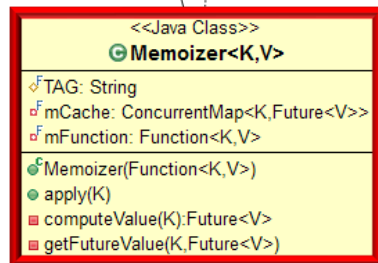 <<Java Class>>
Memoizer<K,V>
TAG: String
mCache: ConcurrentMap<K,Future<V>>
mFunction: Function<K,V>
Memoizer(Function<K,V>)
apply(K)
computeValue(K):Future<V>
getFutureValue(K,Future<V>)